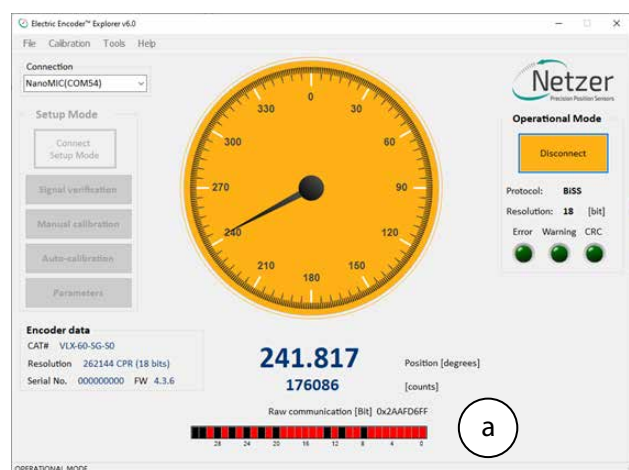 Electric Encoder™ Explorer v6.0
File Calibration Tools Help
Connection
NanoMIC(COM54)
Setup Mode
Connect
Setup Mode
Signal verification
Manual calibration
Auto-calibration
Parameters
0
30
60
90
120
150
180
210
240
270
300
330
Netzer
Precision Position Sensors
Operational Mode
Disconnect
Protocol: BiSS
Resolution: 18 [bit]
Error Warning CRC
Encoder data
CAT# VLX-60-SG-S0
Resolution 262144 CPR (18 bits)
Serial No. 000000000 FW 4.3.6
241.817 Position [degrees]
176086 [counts]
Raw communication [Bit] 0x2AAFD6FF
28 24 20 16 12 8 4 0
a
OPERATIONAL MODE